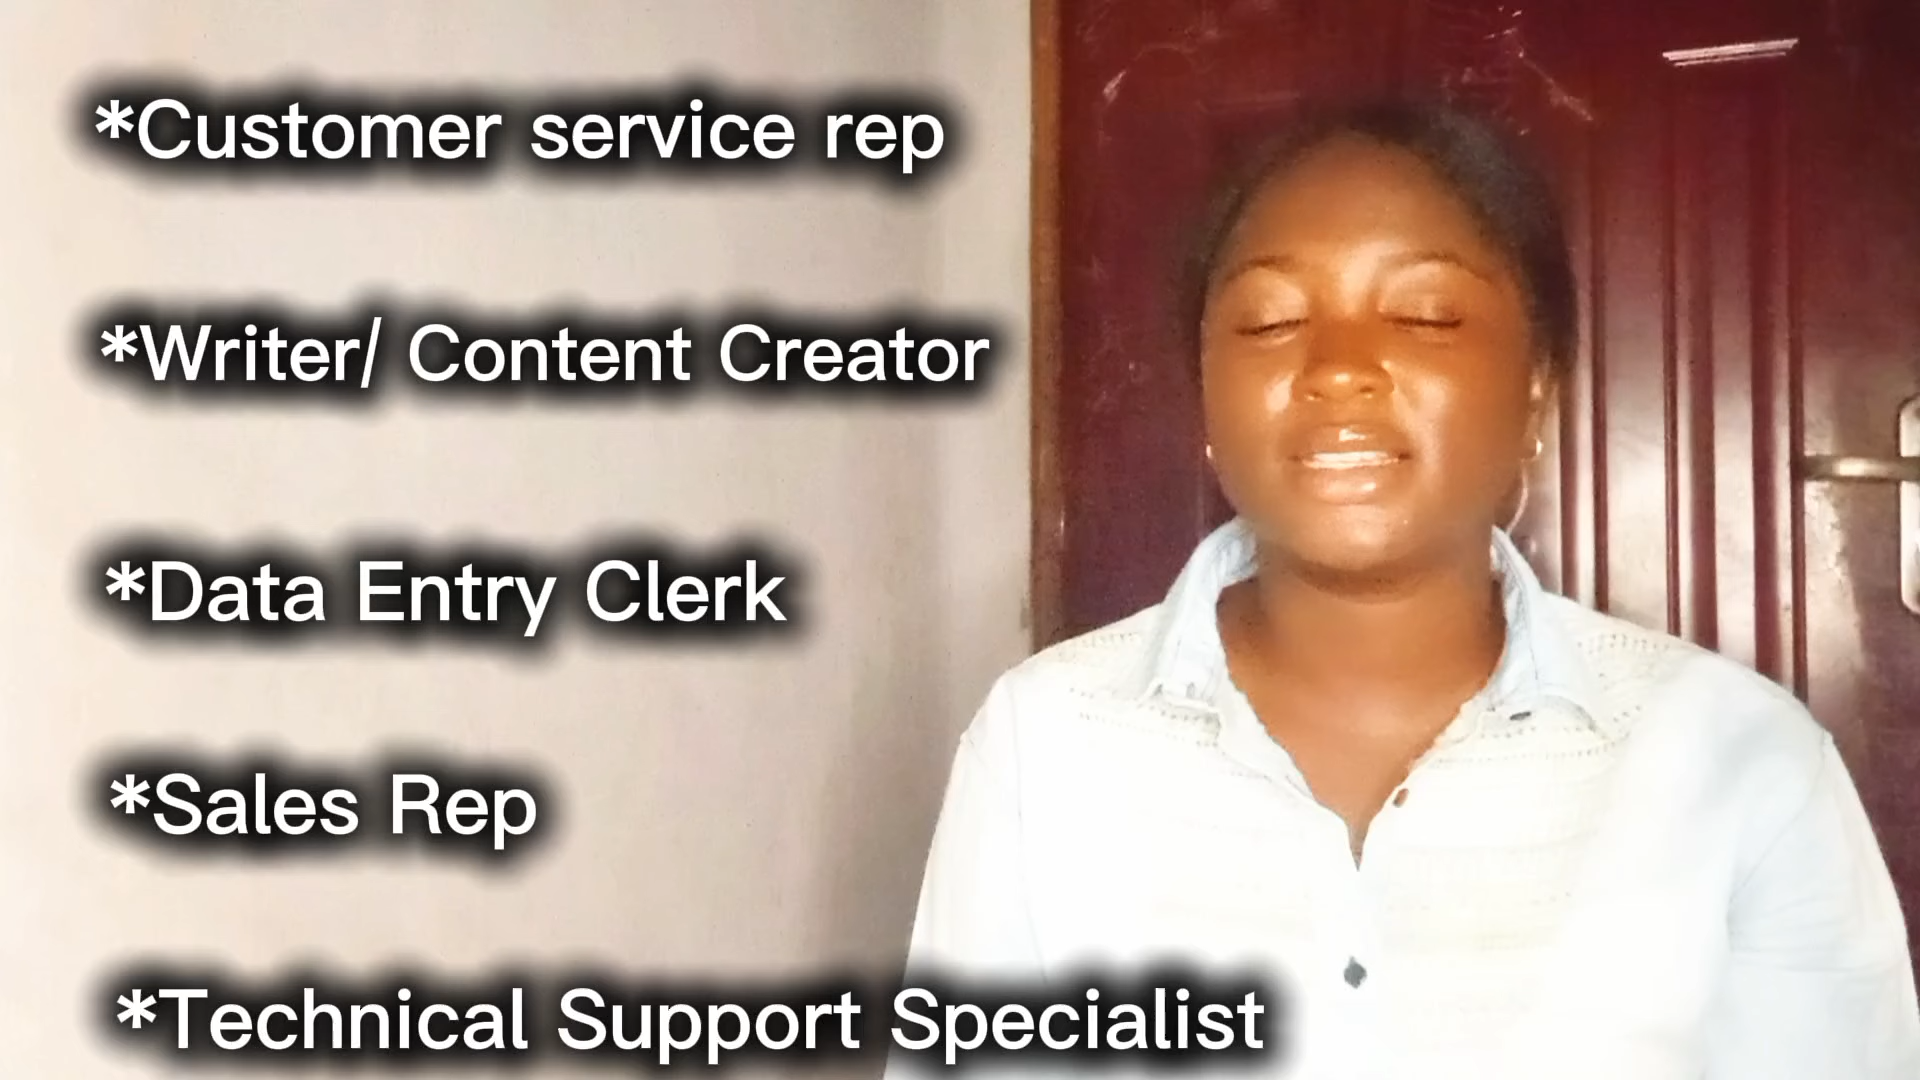 *Customer service rep
*Writer/ Content Creator
*Data Entry Clerk
*Sales Rep
*Technical Support Specialist